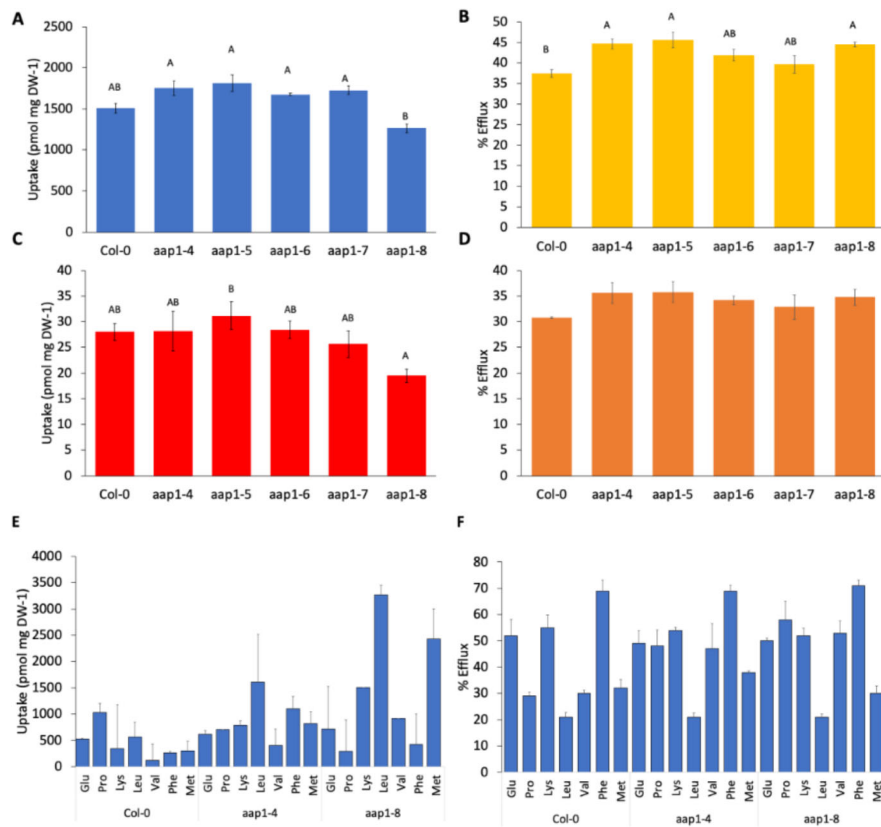 A
Uptake (pmol mg DW-1)
2500
2000
1500
1000
500
0
AB
A
A
A
A
B
Col-0 aap1-4 aap1-5 aap1-6 aap1-7 aap1-8
B
% Efflux
50
45
40
35
30
25
20
15
10
5
0
B
A
A
AB
AB
A
Col-0 aap1-4 aap1-5 aap1-6 aap1-7 aap1-8
C
Uptake (pmol mg DW-1)
40
35
30
25
20
15
10
5
0
AB
AB
B
AB
AB
A
Col-0 aap1-4 aap1-5 aap1-6 aap1-7 aap1-8
D
% Efflux
40
35
30
25
20
15
10
5
0
Col-0 aap1-4 aap1-5 aap1-6 aap1-7 aap1-8
E
Uptake (pmol mg DW-1)
4000
3500
3000
2500
2000
1500
1000
500
0
Glu Pro Lys Leu Val Phe Met Glu Pro Lys Leu Val Phe Met Glu Pro Lys Leu Val Phe Met
Col-0 aap1-4 aap1-8
F
% Efflux
80
70
60
50
40
30
20
10
0
Glu Pro Lys Leu Val Phe Met Glu Pro Lys Leu Val Phe Met Glu Pro Lys Leu Val Phe Met
Col-0 aap1-4 aap1-8